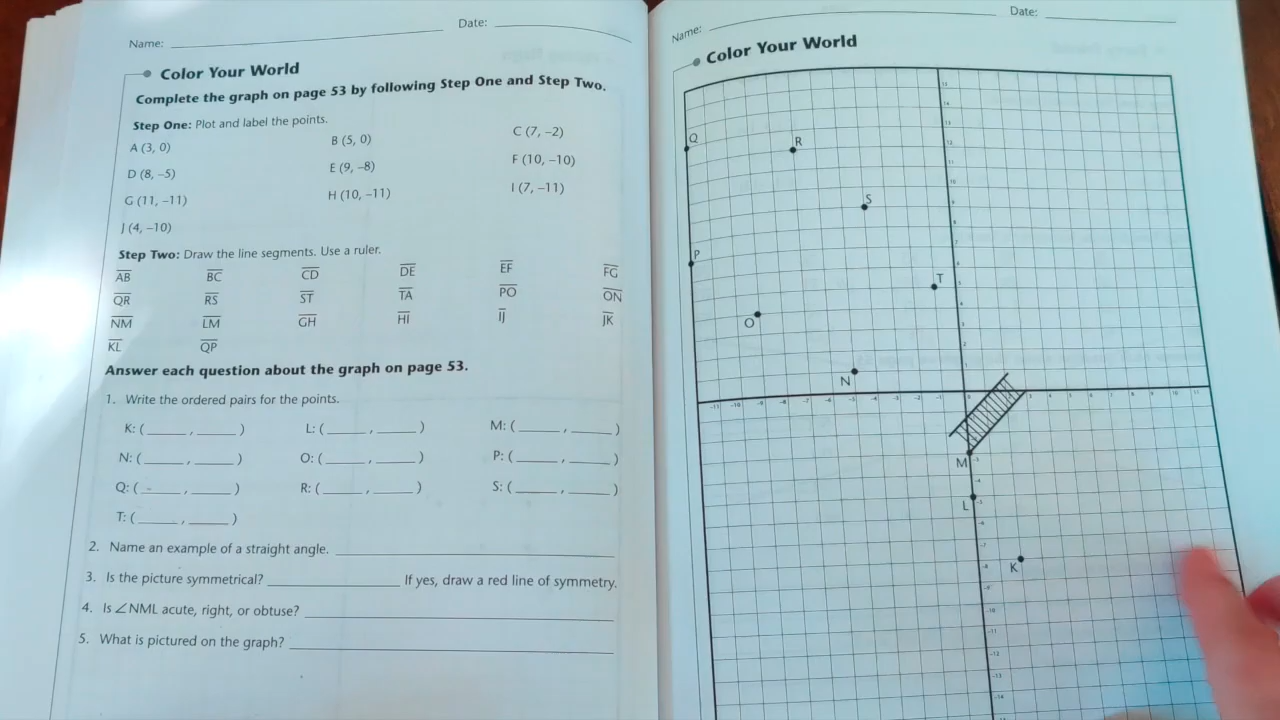 Name: Date:
Color Your World
Complete the graph on page 53 by following Step One and Step Two.
Step One: Plot and label the points.
A (3, 0) B (5, 0) C (7, –2)
D (8, –5) E (9, –8) F (10, –10)
G (11, –11) H (10, –11) I (7, –11)
J (4, –10)
Step Two: Draw the line segments. Use a ruler.
AB BC CD DE EF FG
QR RS ST TA PO ON
NM LM GH HI IJ JK
KL QP
Answer each question about the graph on page 53.
1. Write the ordered pairs for the points.
K: ( , ) L: ( , ) M: ( , )
N: ( , ) O: ( , ) P: ( , )
Q: ( , ) R: ( , ) S: ( , )
T: ( , )
2. Name an example of a straight angle.
3. Is the picture symmetrical? If yes, draw a red line of symmetry.
4. Is ∠NML acute, right, or obtuse?
5. What is pictured on the graph?
Name: Date:
Color Your World
Q
R
S
P
T
O
N
M
L
K